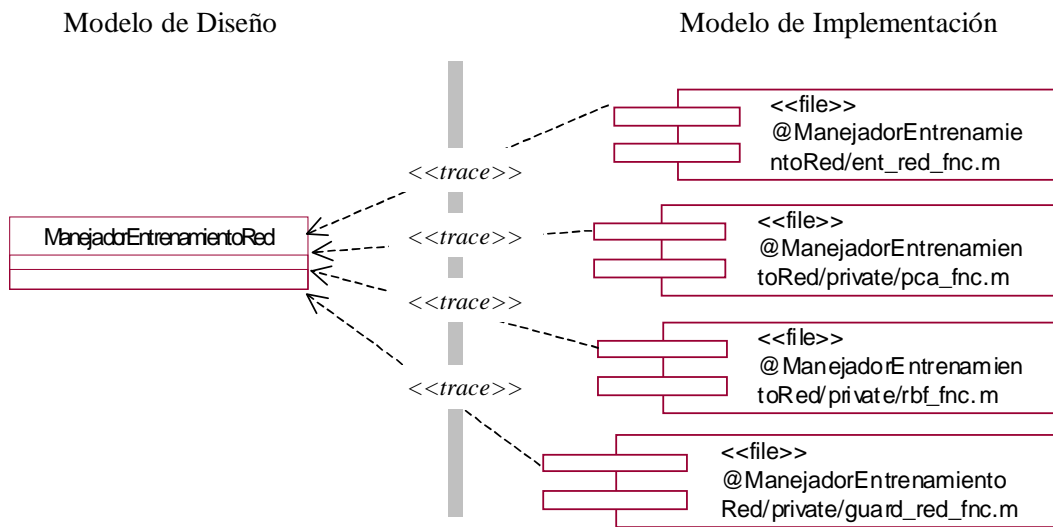 Modelo de Diseño
Modelo de Implementación
<<file>>
@ManejadorEntrenamie
ntoRed/ent_red_fnc.m
<<trace>>
<<file>>
@ManejadorEntrenamien
toRed/private/pca_fnc.m
<<trace>>
ManejadorEntrenamientoRed
<<trace>>
<<file>>
@ManejadorEntrenamien
toRed/private/rbf_fnc.m
<<trace>>
<<file>>
@ManejadorEntrenamiento
Red/private/guard_red_fnc.m